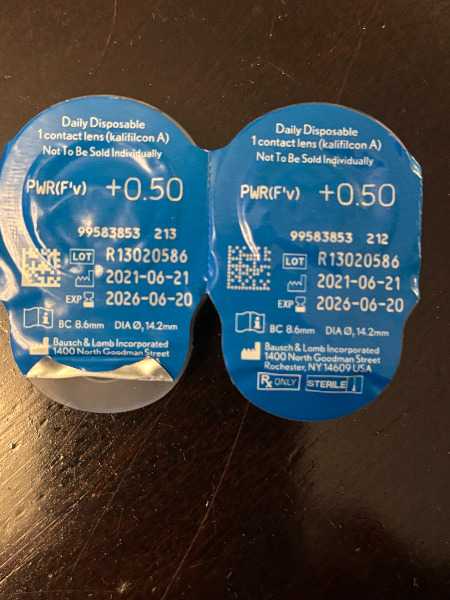 Daily Disposable
1 contact lens (kalifilcon A)
Not To Be Sold Individually
PWR(F'v) +0.50
99583853 213
LOT R13020586
2021-06-21
EXP 2026-06-20
BC 8.6mm DIA Ø, 14.2mm
Bausch & Lomb Incorporated
1400 North Goodman Street
Daily Disposable
1 contact lens (kalifilcon A)
Not To Be Sold Individually
PWR(F'v) +0.50
99583853 212
LOT R13020586
2021-06-21
EXP 2026-06-20
BC 8.6mm DIA Ø, 14.2mm
Bausch & Lomb Incorporated
1400 North Goodman Street
Rochester, NY 14609 USA
Rx ONLY STERILE